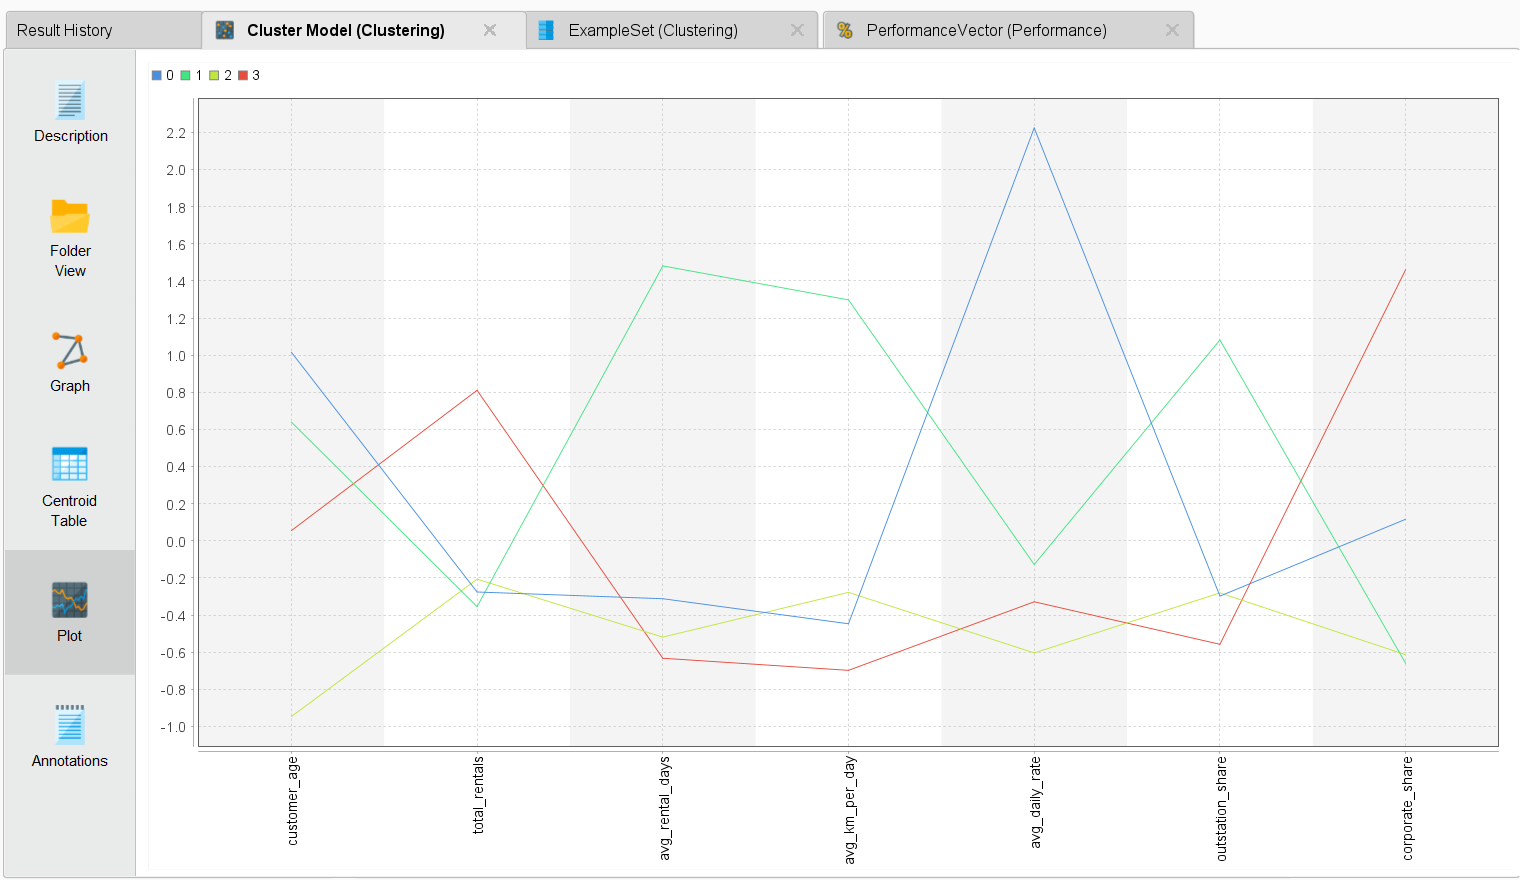 Result History
Cluster Model (Clustering)
ExampleSet (Clustering)
PerformanceVector (Performance)
Description
Folder
View
Graph
Centroid
Table
Plot
Annotations
0 1 2 3
2.2
2.0
1.8
1.6
1.4
1.2
1.0
0.8
0.6
0.4
0.2
0.0
-0.2
-0.4
-0.6
-0.8
-1.0
customer_age
total_rentals
avg_rental_days
avg_km_per_day
avg_daily_rate
outstation_share
corporate_share